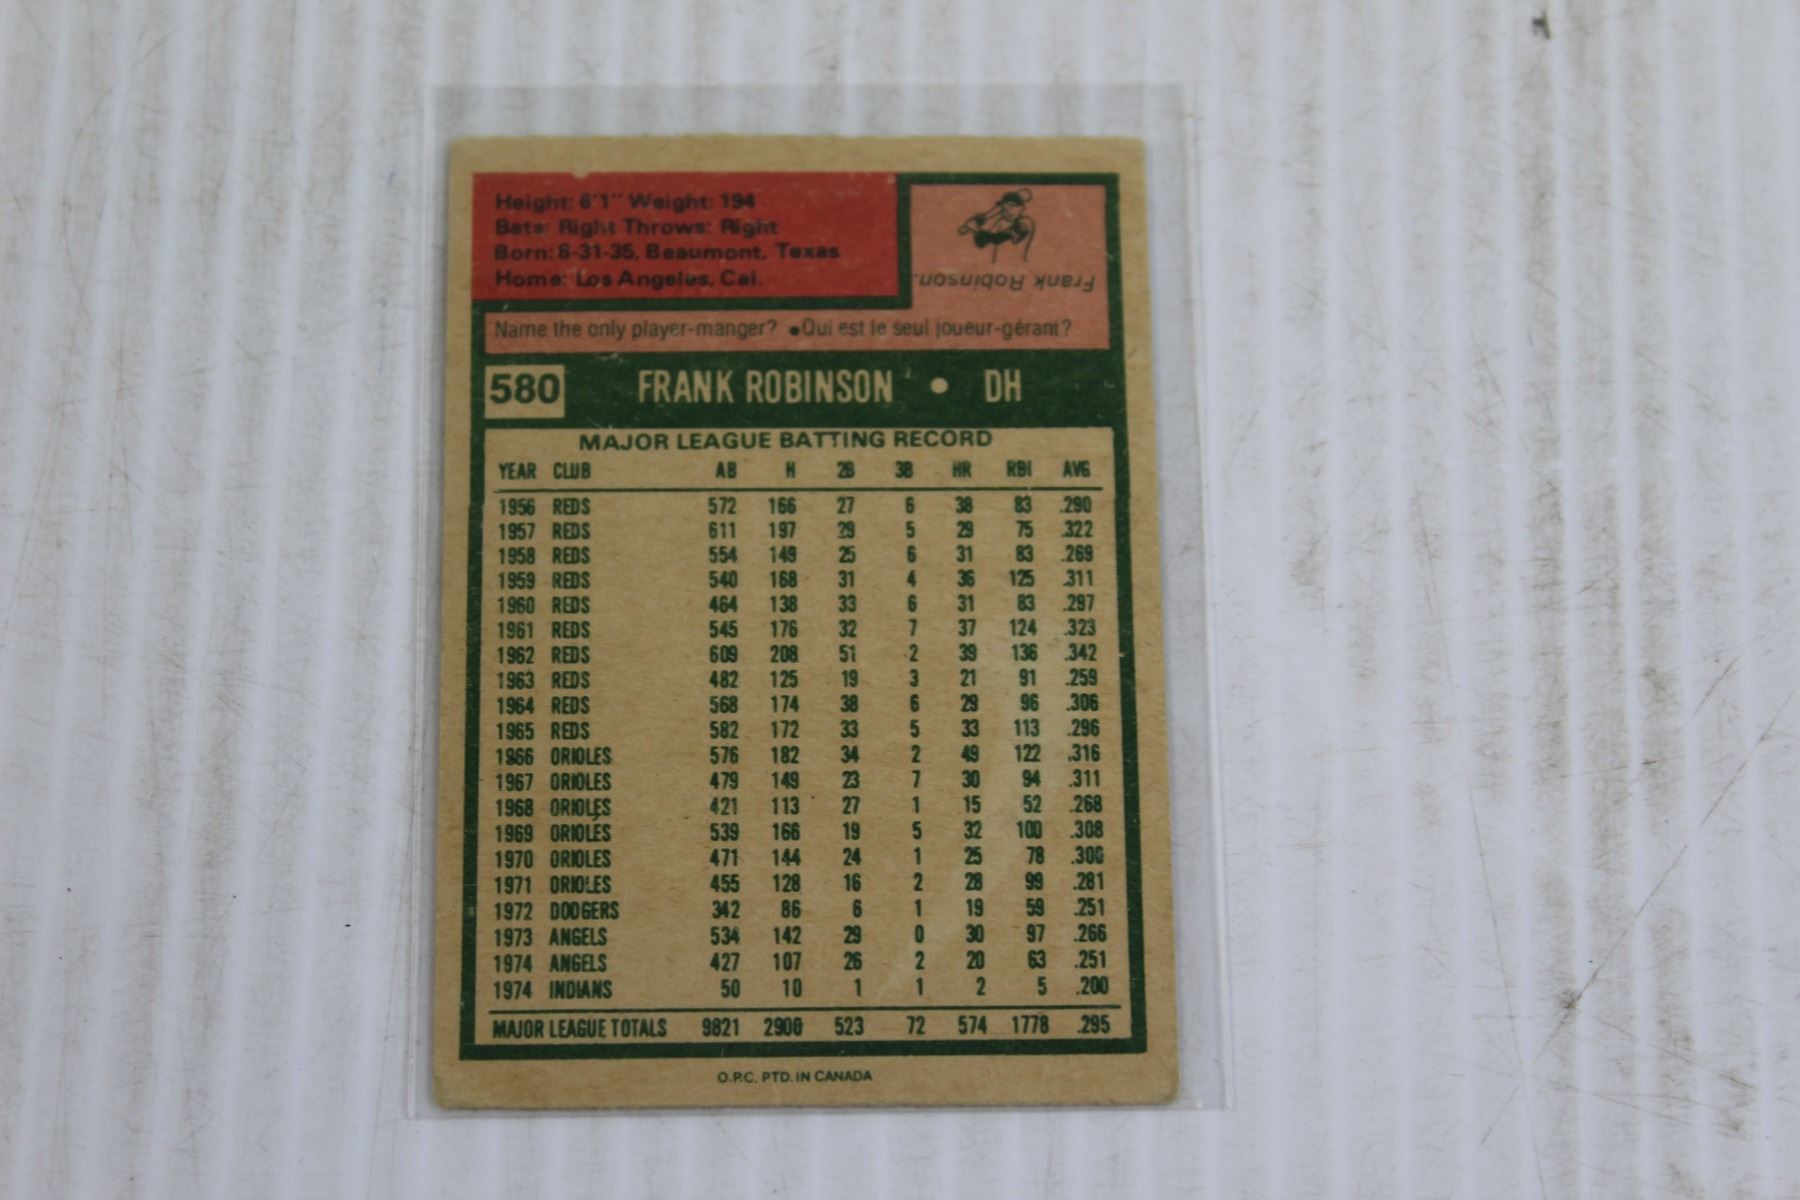 Height: 6'1" Weight: 194
Bats: Right Throws: Right
Born: 8-31-35, Beaumont, Texas
Home: Los Angeles, Cal.
Frank Robinson.
Name the only player-manger? •Qui est le seul joueur-gérant?
580 FRANK ROBINSON • DH
MAJOR LEAGUE BATTING RECORD
YEAR CLUB AB H 2B 3B HR RBI AVG
1956 REDS 572 166 27 6 38 83 .290
1957 REDS 611 197 29 5 29 75 .322
1958 REDS 554 149 25 6 31 83 .269
1959 REDS 540 168 31 4 36 125 .311
1960 REDS 464 138 33 6 31 83 .297
1961 REDS 545 176 32 7 37 124 .323
1962 REDS 609 208 51 2 39 136 .342
1963 REDS 482 125 19 3 21 91 .259
1964 REDS 568 174 38 6 29 96 .306
1965 REDS 582 172 33 5 33 113 .296
1966 ORIOLES 576 182 34 2 49 122 .316
1967 ORIOLES 479 149 23 7 30 94 .311
1968 ORIOLES 421 113 27 1 15 52 .268
1969 ORIOLES 539 166 19 5 32 100 .308
1970 ORIOLES 471 144 24 1 25 78 .306
1971 ORIOLES 455 128 16 2 28 99 .281
1972 DODGERS 342 86 6 1 19 59 .251
1973 ANGELS 534 142 29 0 30 97 .266
1974 ANGELS 427 107 26 2 20 63 .251
1974 INDIANS 50 10 1 1 2 5 .200
MAJOR LEAGUE TOTALS 9821 2900 523 72 574 1778 .295
O.P.C. PTD. IN CANADA